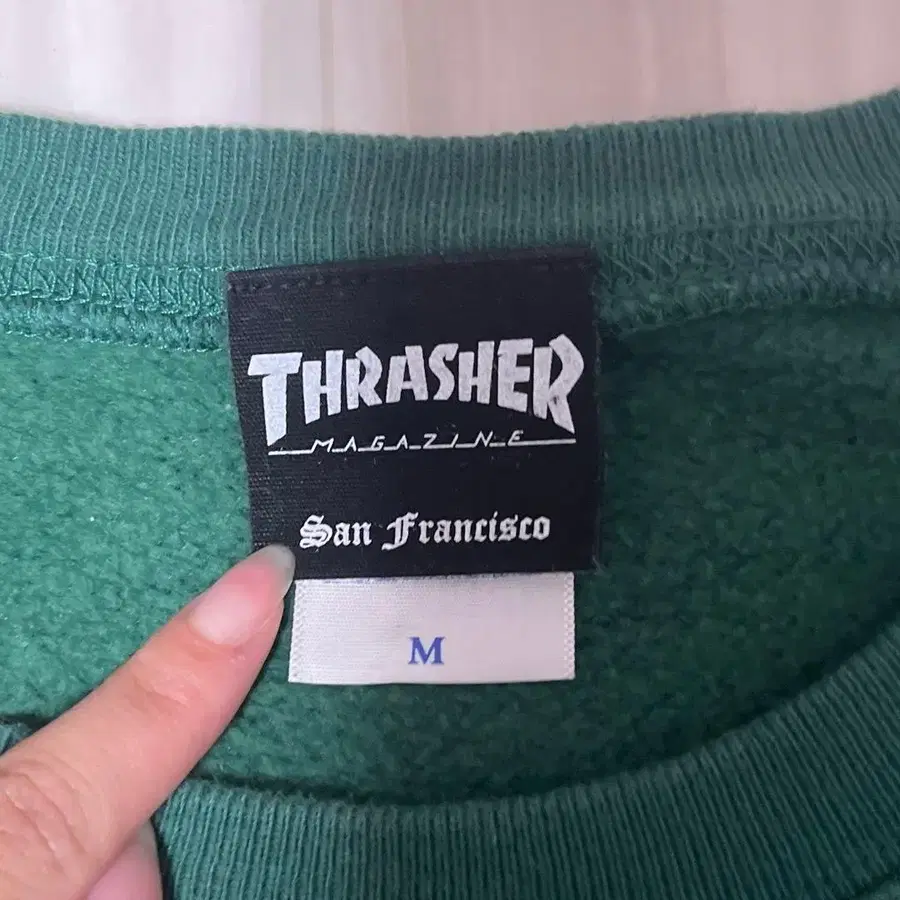 THRASHER
MAGAZINE
San Francisco
M